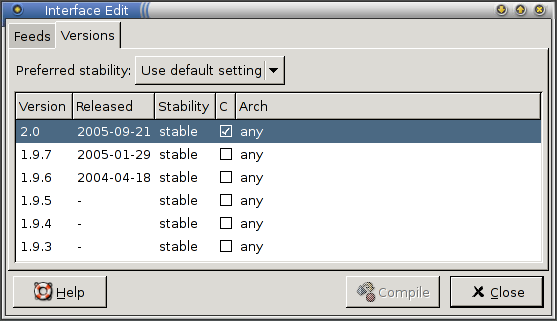 Interface Edit
Feeds Versions
Preferred stability: Use default setting
Version Released Stability C Arch
2.0 2005-09-21 stable any
1.9.7 2005-01-29 stable any
1.9.6 2004-04-18 stable any
1.9.5 - stable any
1.9.4 - stable any
1.9.3 - stable any
Help Compile Close